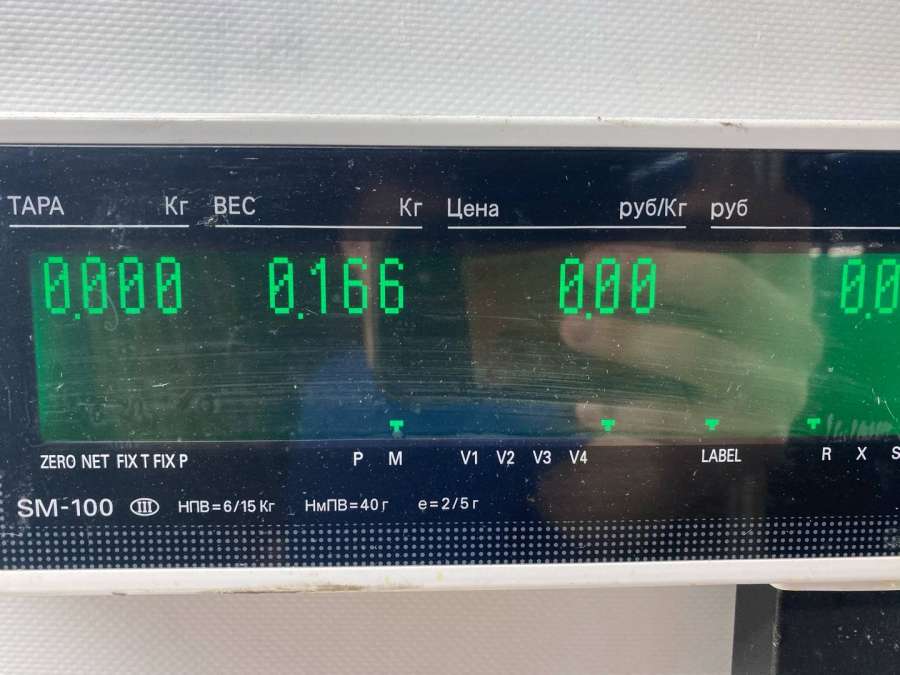 ТАРА Кг ВЕС Кг Цена руб/Кг руб
0.000 0.166 0.00 0.0
ZERO NET FIX T FIX P P M V1 V2 V3 V4 LABEL R X S
SM-100 III НПВ=6/15 Кг НмПВ=40 г e=2/5 г